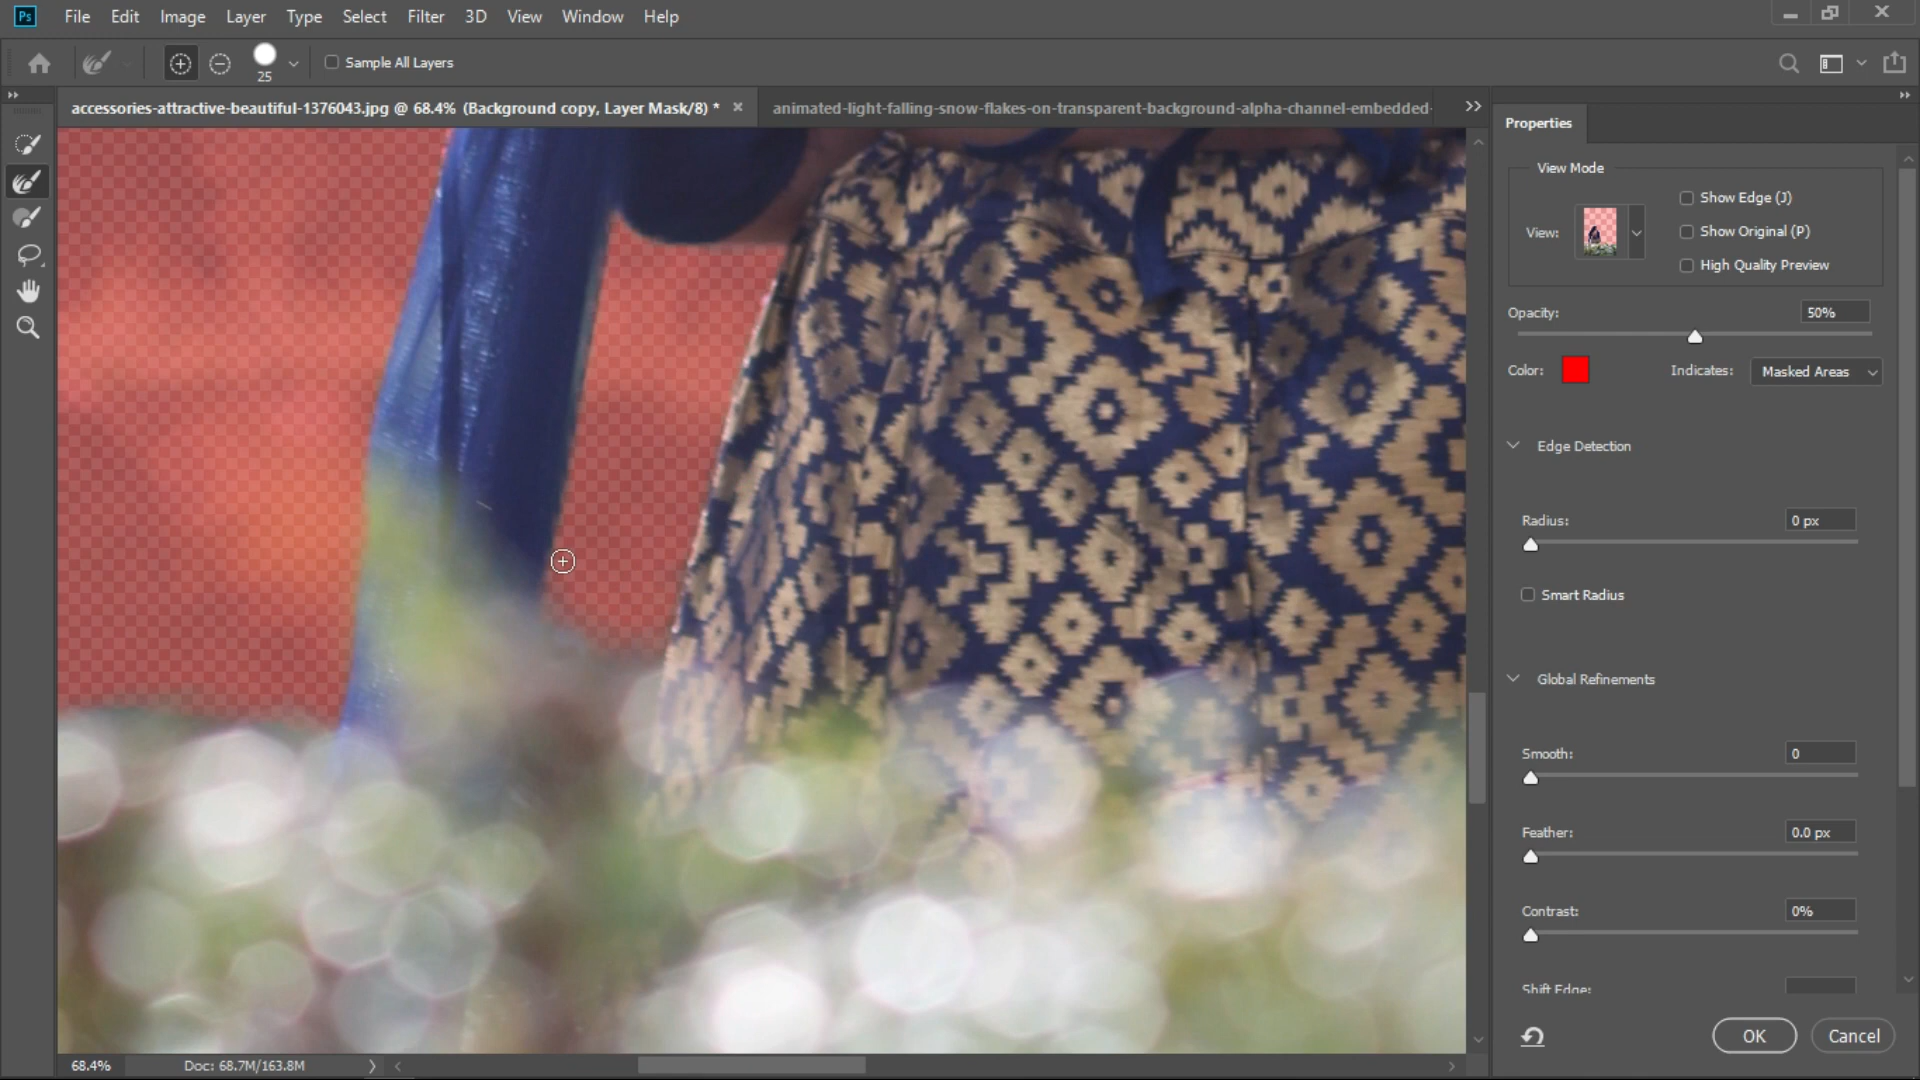 Ps File Edit Image Layer Type Select Filter 3D View Window Help
25 Sample All Layers
accessories-attractive-beautiful-1376043.jpg @ 68.4% (Background copy, Layer Mask/8) *
animated-light-falling-snow-flakes-on-transparent-background-alpha-channel-embedded-
Properties
View Mode
Show Edge (J)
View:
Show Original (P)
High Quality Preview
Opacity: 50%
Color: Indicates: Masked Areas
Edge Detection
Radius: 0 px
Smart Radius
Global Refinements
Smooth: 0
Feather: 0.0 px
Contrast: 0%
Shift Edge:
OK Cancel
68.4% Doc: 68.7M/163.8M